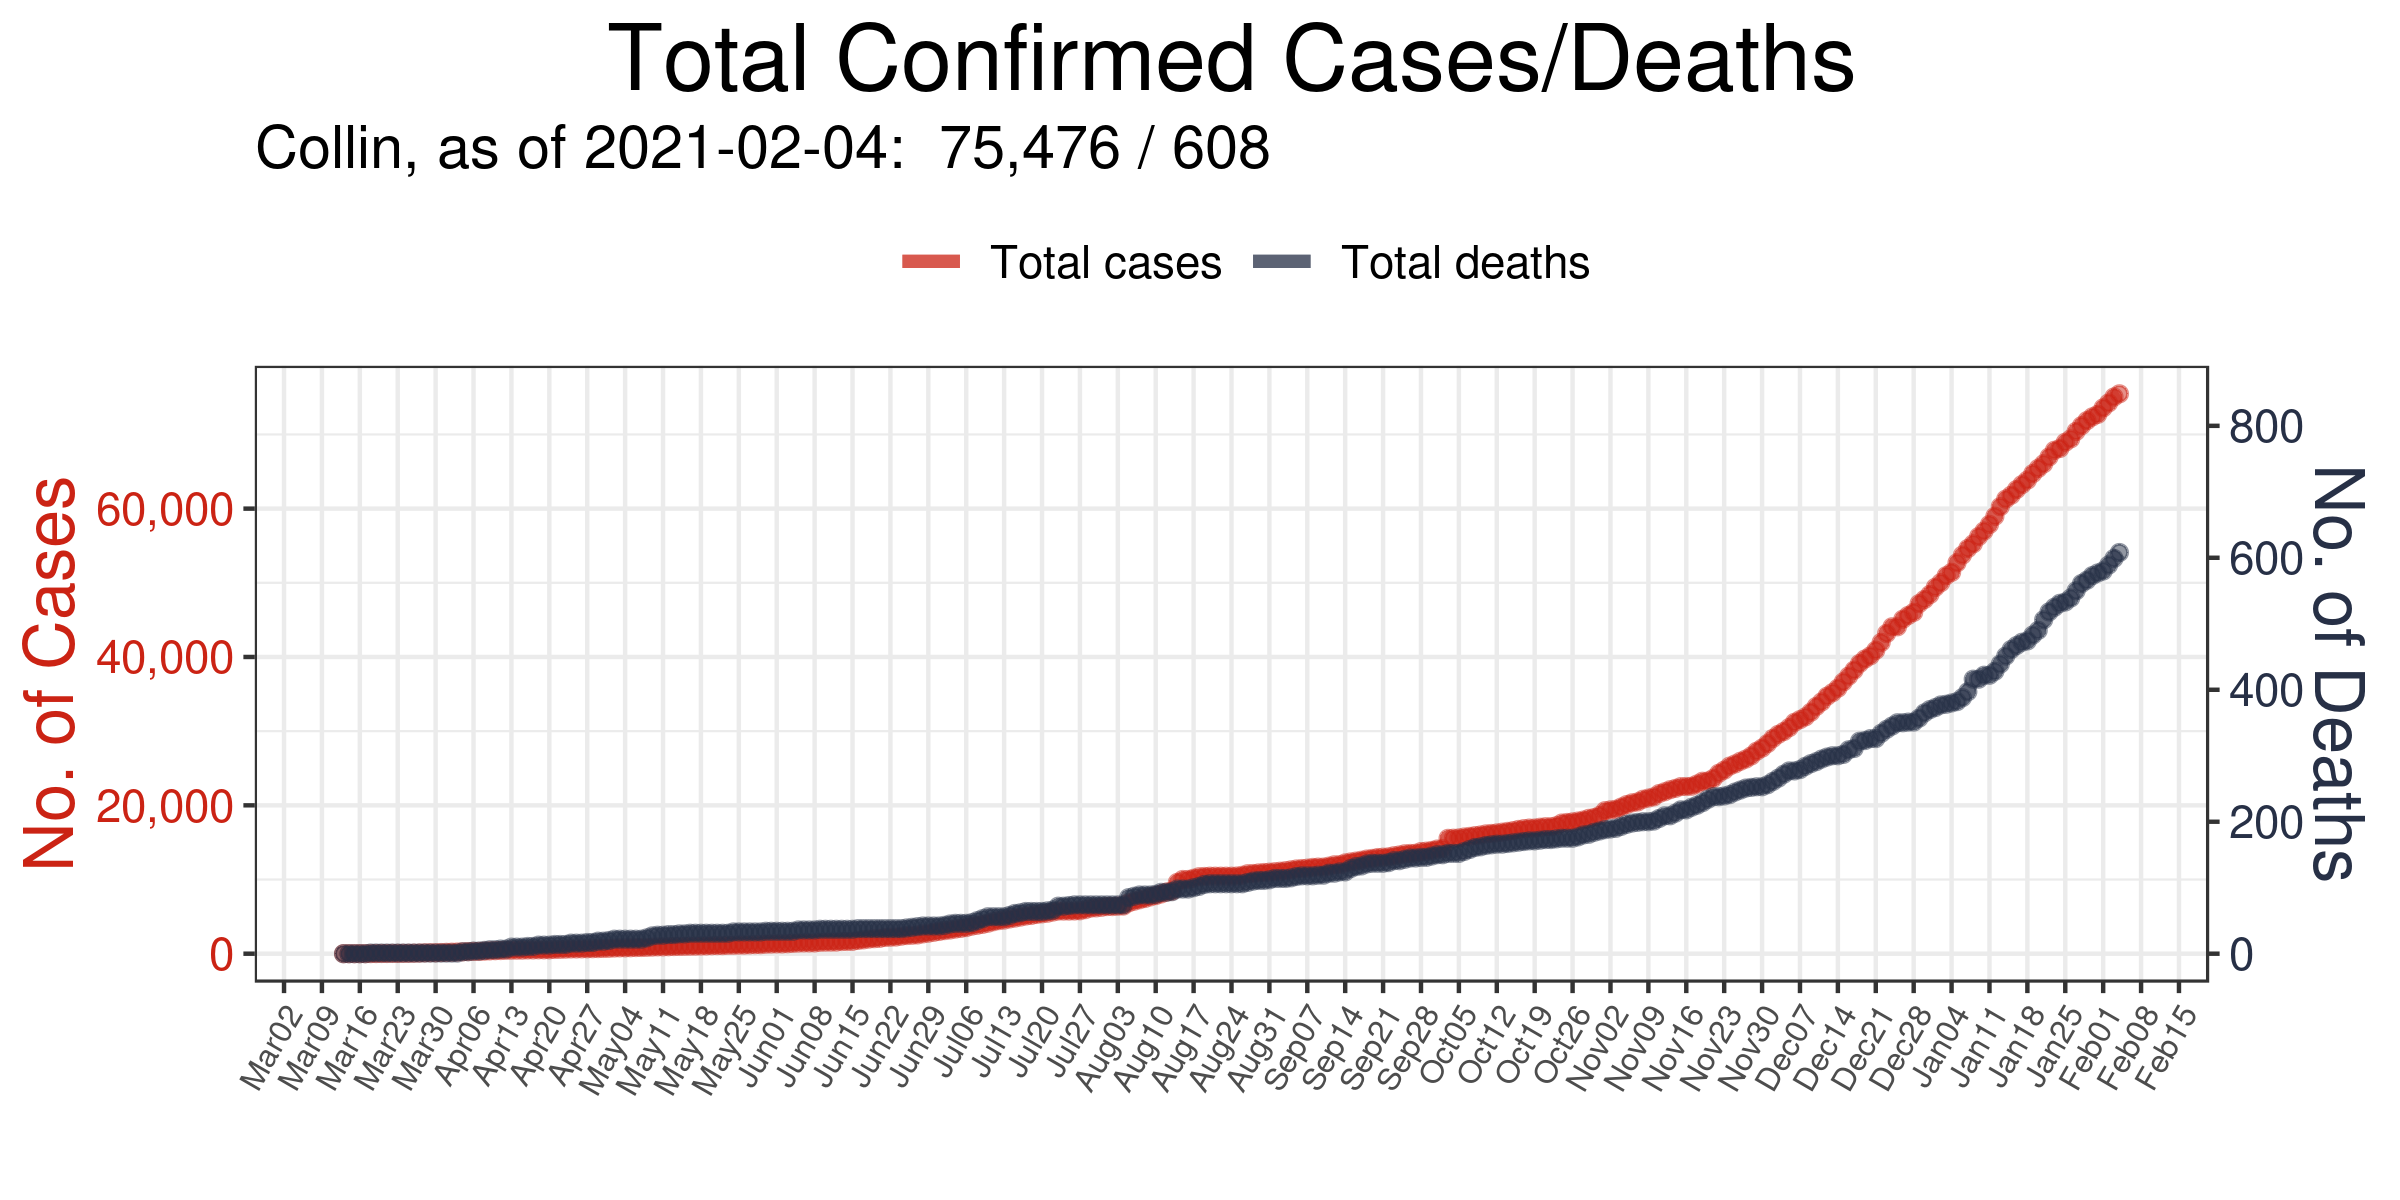 Total Confirmed Cases/Deaths
Collin, as of 2021-02-04:  75,476 / 608
Total cases
Total deaths
No. of Cases
60,000
40,000
20,000
0
800
600
400
200
0
No. of Deaths
Mar02
Mar09
Mar16
Mar23
Mar30
Apr06
Apr13
Apr20
Apr27
May04
May11
May18
May25
Jun01
Jun08
Jun15
Jun22
Jun29
Jul06
Jul13
Jul20
Jul27
Aug03
Aug10
Aug17
Aug24
Aug31
Sep07
Sep14
Sep21
Sep28
Oct05
Oct12
Oct19
Oct26
Nov02
Nov09
Nov16
Nov23
Nov30
Dec07
Dec14
Dec21
Dec28
Jan04
Jan11
Jan18
Jan25
Feb01
Feb08
Feb15